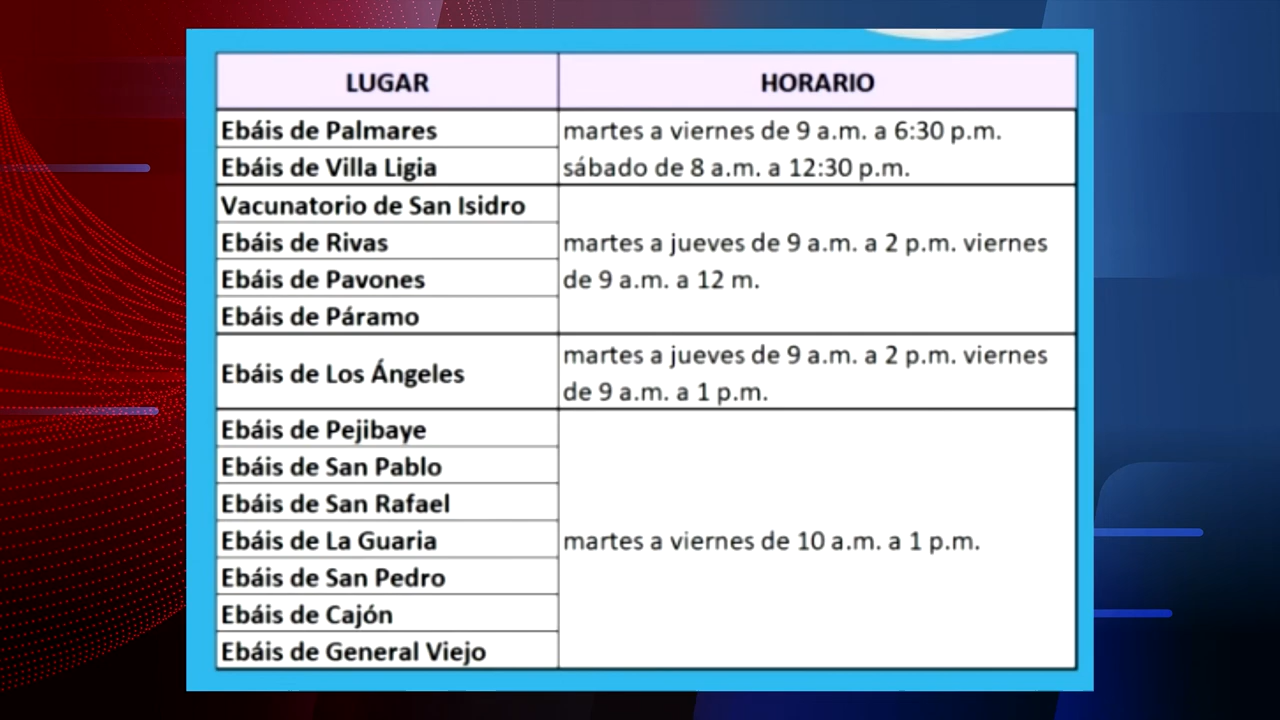 LUGAR HORARIO
Ebáis de Palmares martes a viernes de 9 a.m. a 6:30 p.m.
Ebáis de Villa Ligia sábado de 8 a.m. a 12:30 p.m.
Vacunatorio de San Isidro
Ebáis de Rivas martes a jueves de 9 a.m. a 2 p.m. viernes
Ebáis de Pavones de 9 a.m. a 12 m.
Ebáis de Páramo
Ebáis de Los Ángeles martes a jueves de 9 a.m. a 2 p.m. viernes
de 9 a.m. a 1 p.m.
Ebáis de Pejibaye
Ebáis de San Pablo
Ebáis de San Rafael
Ebáis de La Guaria martes a viernes de 10 a.m. a 1 p.m.
Ebáis de San Pedro
Ebáis de Cajón
Ebáis de General Viejo